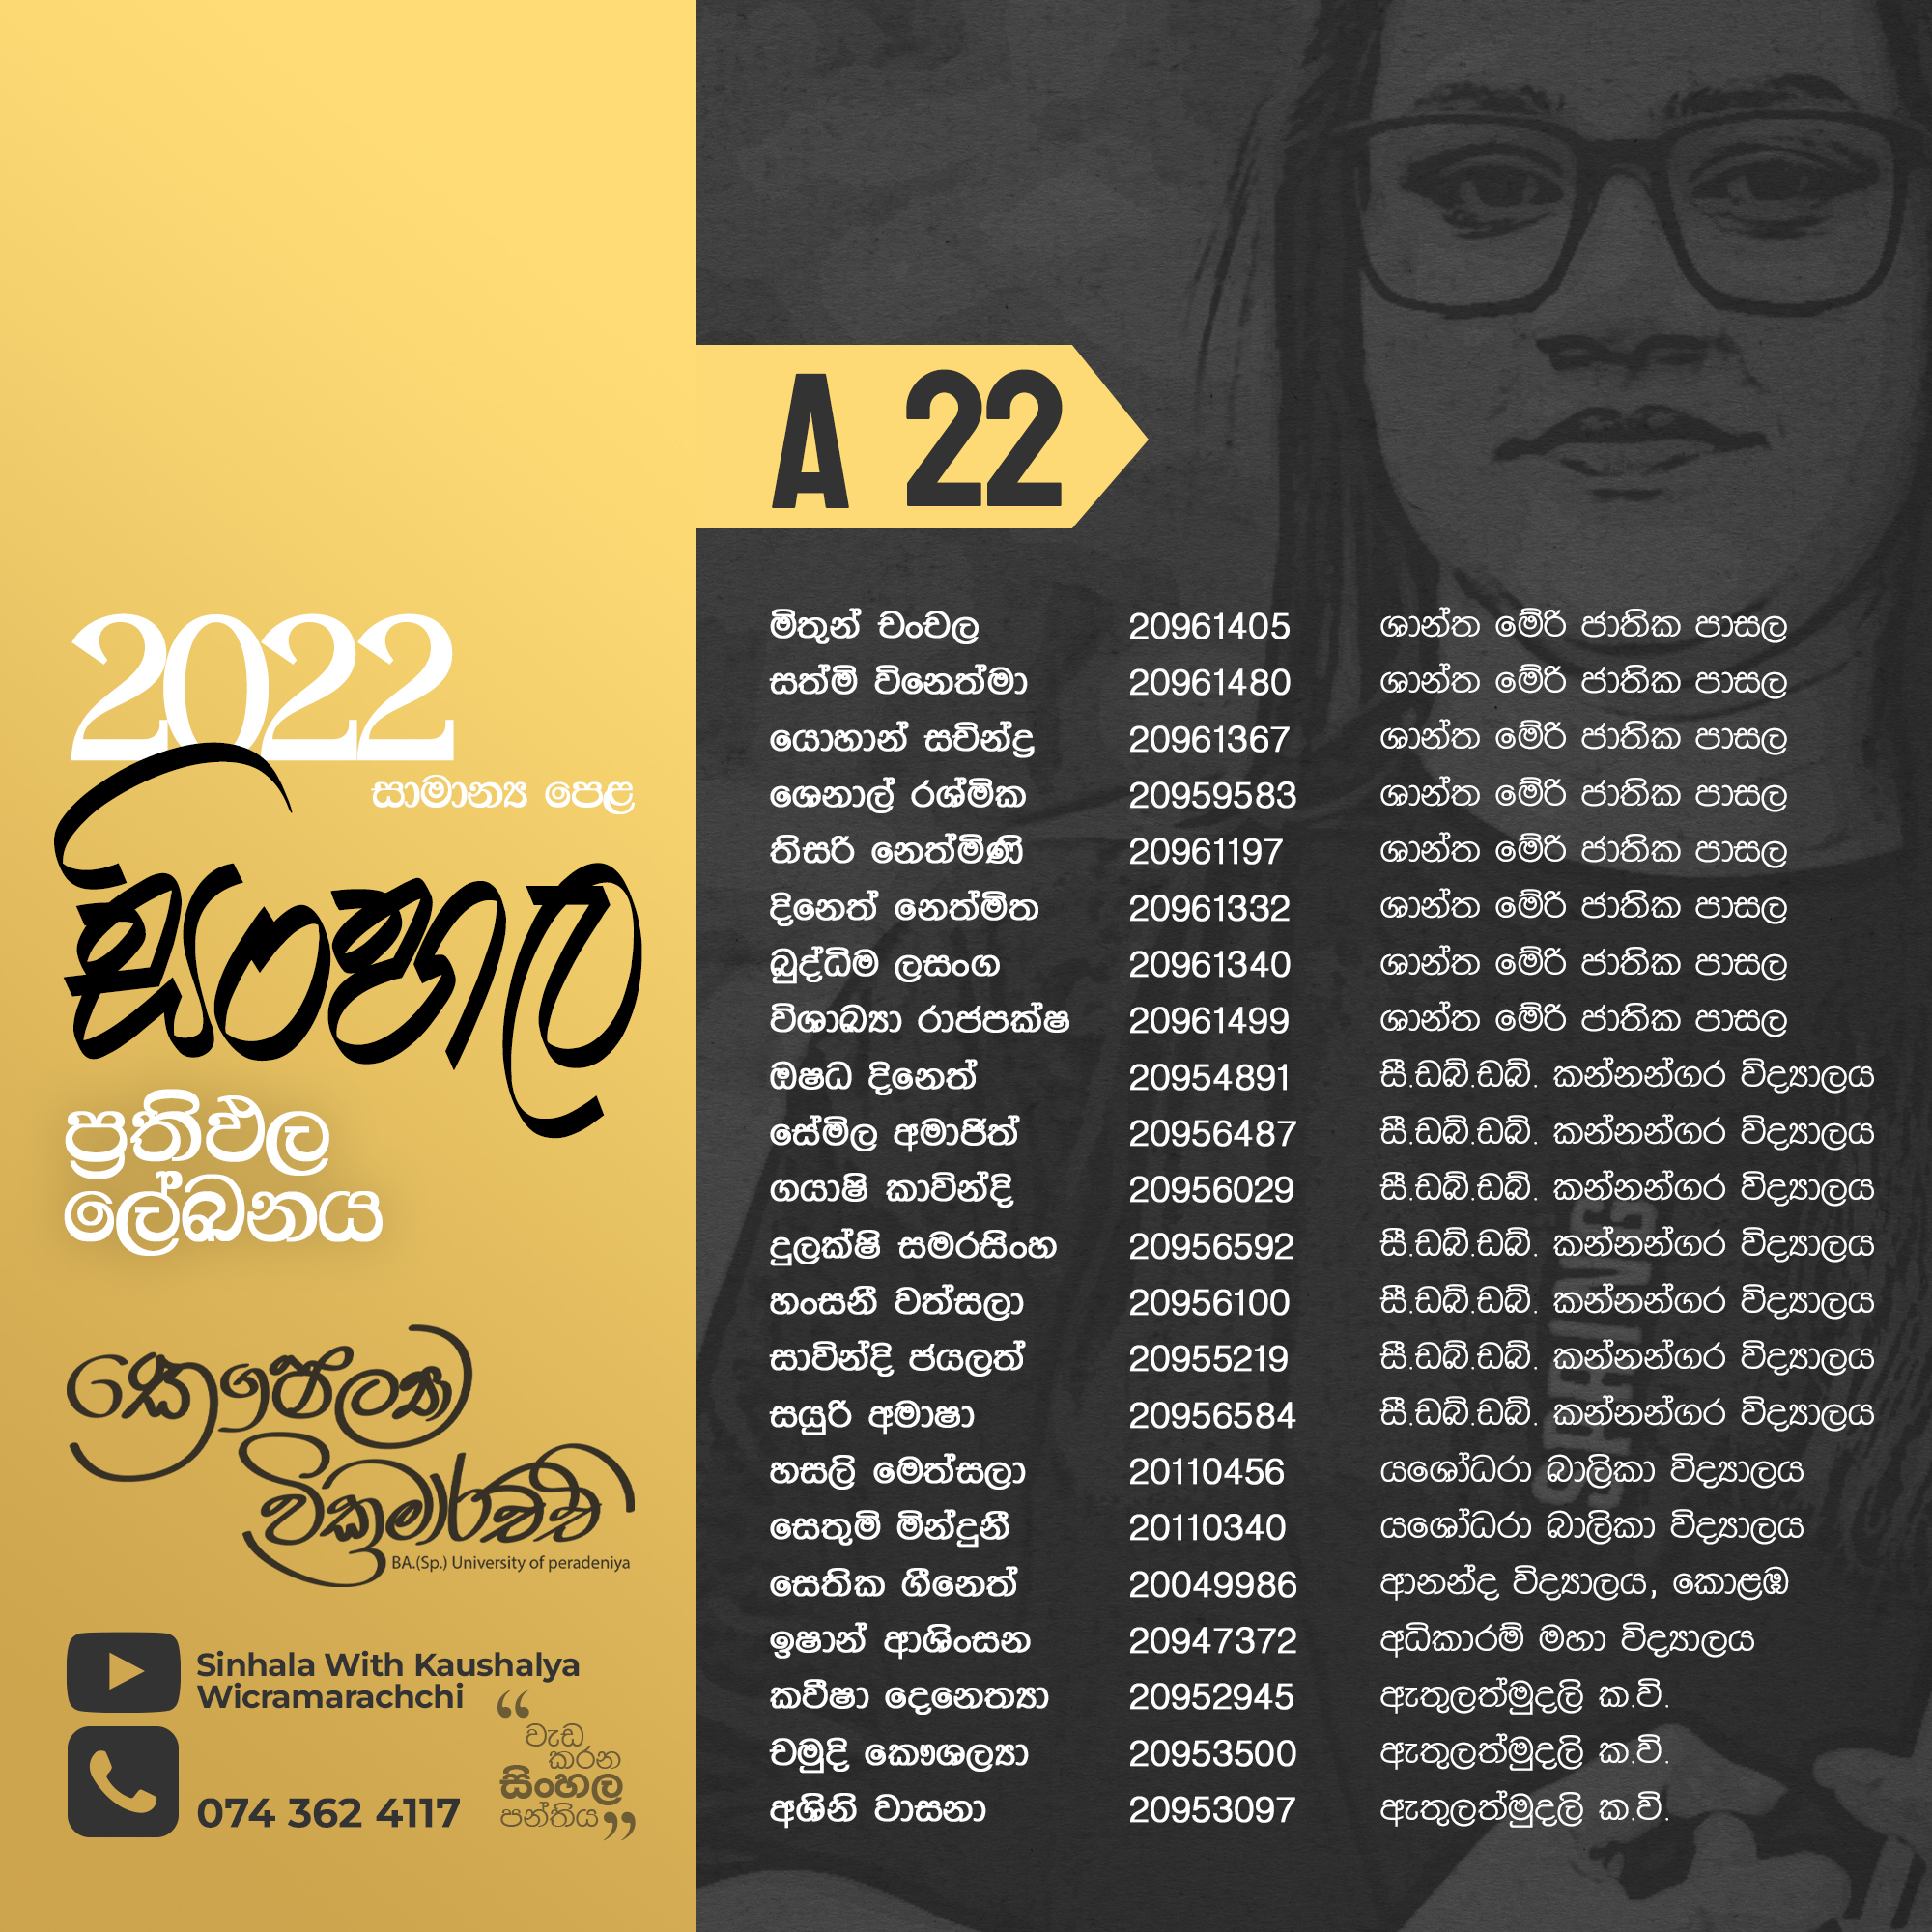 2022
සාමාන්‍ය පෙළ
සිංහල
ප්‍රතිඵල
ලේඛනය
කෞශල්‍යා
වික්‍රමාරච්චි
BA.(Sp.) University of peradeniya
Sinhala With Kaushalya
Wicramarachchi
074 362 4117
“වැඩ
කරන
සිංහල
පන්තිය”
A 22
මිතුන් චංචල 20961405 ශාන්ත මේරි ජාතික පාසල
සත්මි විනෙත්මා 20961480 ශාන්ත මේරි ජාතික පාසල
යොහාන් සචින්ද්‍ර 20961367 ශාන්ත මේරි ජාතික පාසල
ශෙනාල් රශ්මික 20959583 ශාන්ත මේරි ජාතික පාසල
තිසරි නෙත්මිණි 20961197 ශාන්ත මේරි ජාතික පාසල
දිනෙත් නෙත්මිත 20961332 ශාන්ත මේරි ජාතික පාසල
බුද්ධිම ලසංග 20961340 ශාන්ත මේරි ජාතික පාසල
විශාඛ්‍යා රාජපක්ෂ 20961499 ශාන්ත මේරි ජාතික පාසල
ඔෂධ දිනෙත් 20954891 සී.ඩබ්.ඩබ්. කන්නන්ගර විද්‍යාලය
සේමිල අමාජිත් 20956487 සී.ඩබ්.ඩබ්. කන්නන්ගර විද්‍යාලය
ගයාෂි කාවින්දි 20956029 සී.ඩබ්.ඩබ්. කන්නන්ගර විද්‍යාලය
දුලක්ෂි සමරසිංහ 20956592 සී.ඩබ්.ඩබ්. කන්නන්ගර විද්‍යාලය
හංසනී වත්සලා 20956100 සී.ඩබ්.ඩබ්. කන්නන්ගර විද්‍යාලය
සාවින්දි ජයලත් 20955219 සී.ඩබ්.ඩබ්. කන්නන්ගර විද්‍යාලය
සයුරි අමාෂා 20956584 සී.ඩබ්.ඩබ්. කන්නන්ගර විද්‍යාලය
හසලි මෙත්සලා 20110456 යශෝධරා බාලිකා විද්‍යාලය
සෙතුමි මින්දුනී 20110340 යශෝධරා බාලිකා විද්‍යාලය
සෙතික ගීනෙත් 20049986 ආනන්ද විද්‍යාලය, කොළඹ
ඉෂාන් ආශිංසන 20947372 අධිකාරම් මහා විද්‍යාලය
කවීෂා දෙනෙත්‍යා 20952945 ඇතුලත්මුදලි ක.වි.
චමුදි කෞශල්‍යා 20953500 ඇතුලත්මුදලි ක.වි.
අශිනි වාසනා 20953097 ඇතුලත්මුදලි ක.වි.
SPRING